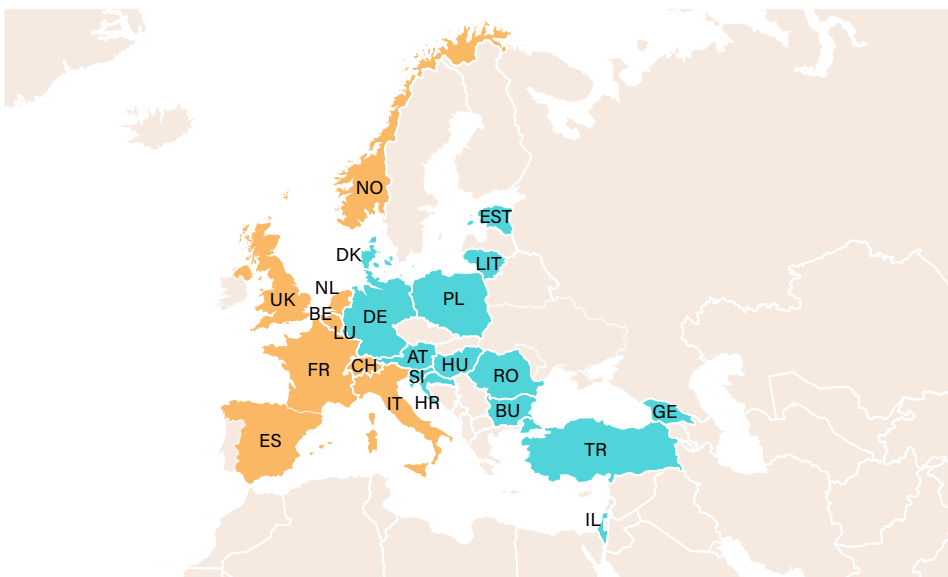 NO
EST
DK
LIT
NL
UK
PL
BE
DE
LU
AT
CH
HU
FR
SI
RO
HR
IT
BU
GE
ES
TR
IL